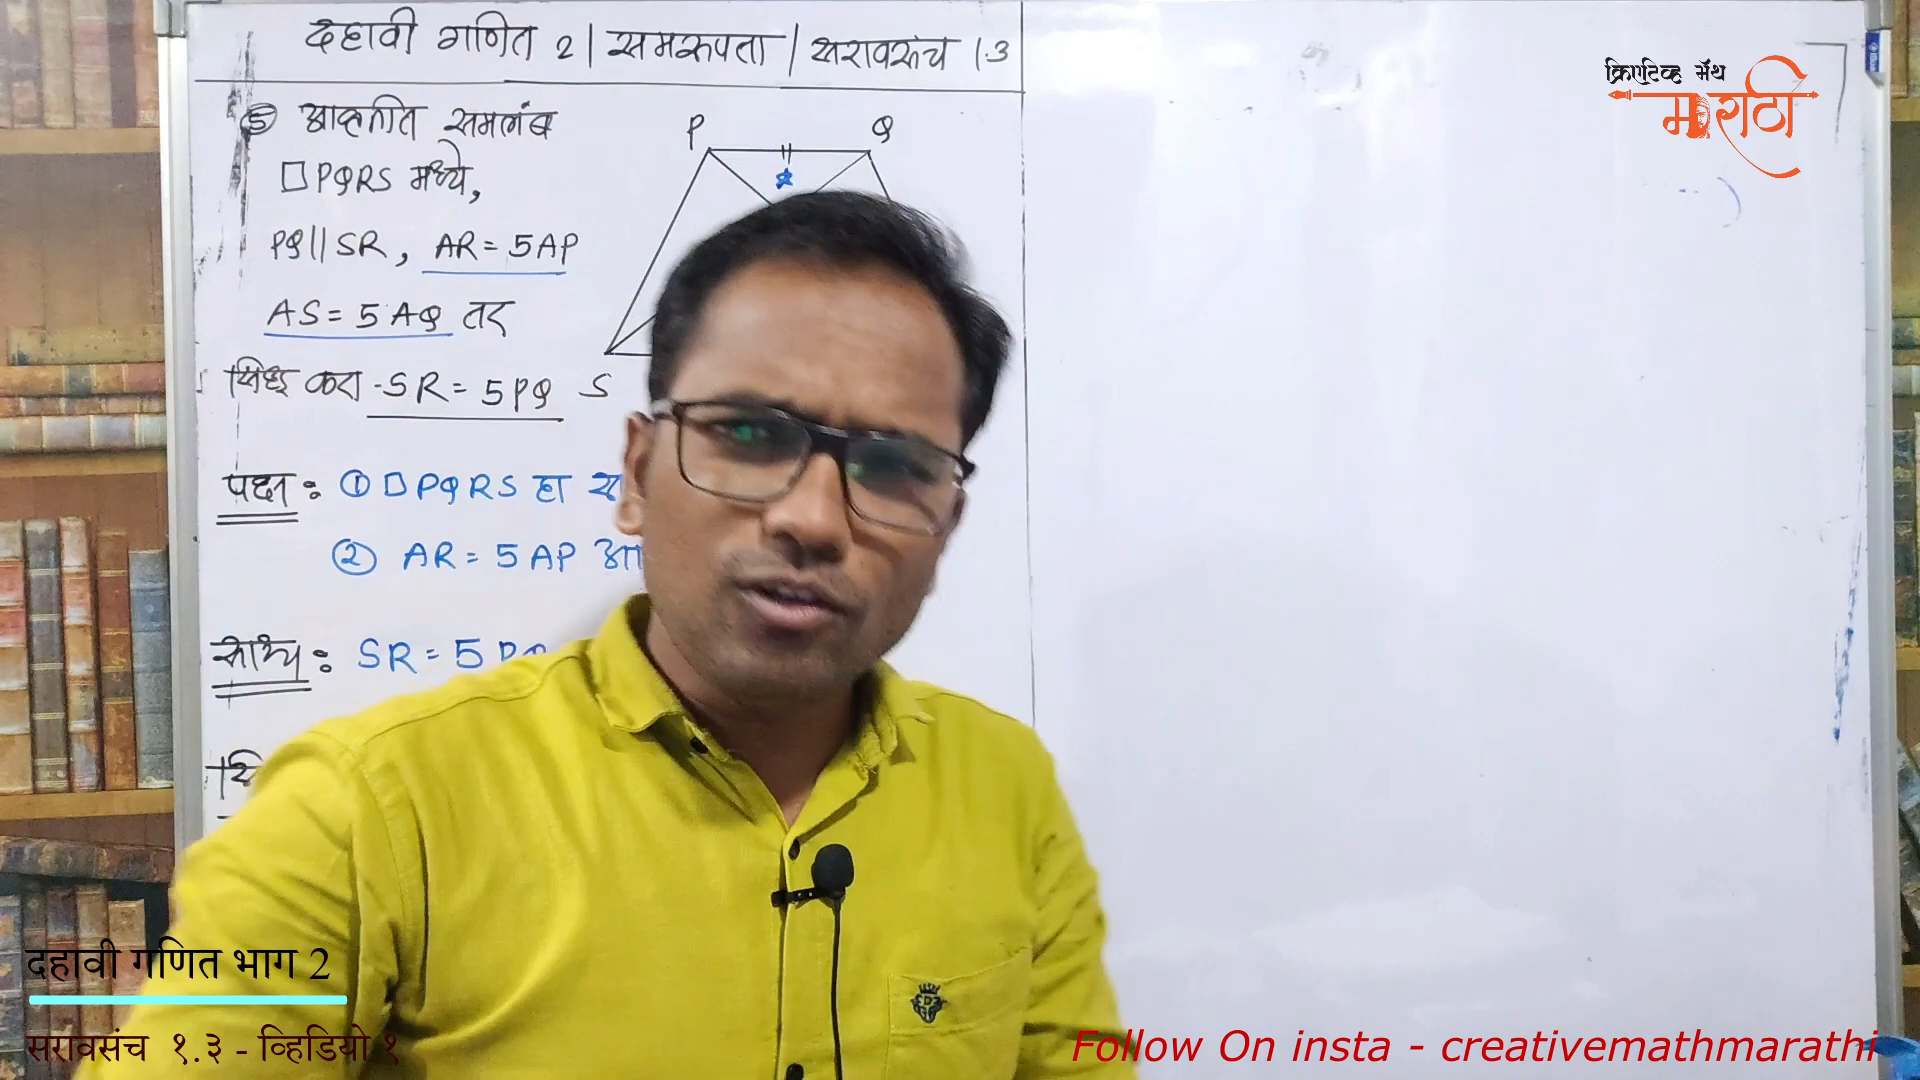 दहावी गणित 2 | समरूपता | सरावसंच 1.3
⑤ आकृतीत समलंब
□PQRS मध्ये,
PQ || SR, AR = 5AP
AS = 5AQ तर
सिद्ध करा - SR = 5PQ
P Q
S
पक्ष : ① □PQRS हा
② AR = 5AP
साध्य : SR = 5PQ
क्रिएटिव्ह मॅथ
मराठी
दहावी गणित भाग 2
सरावसंच १.३ - व्हिडियो १
Follow On insta - creativemathmarathi